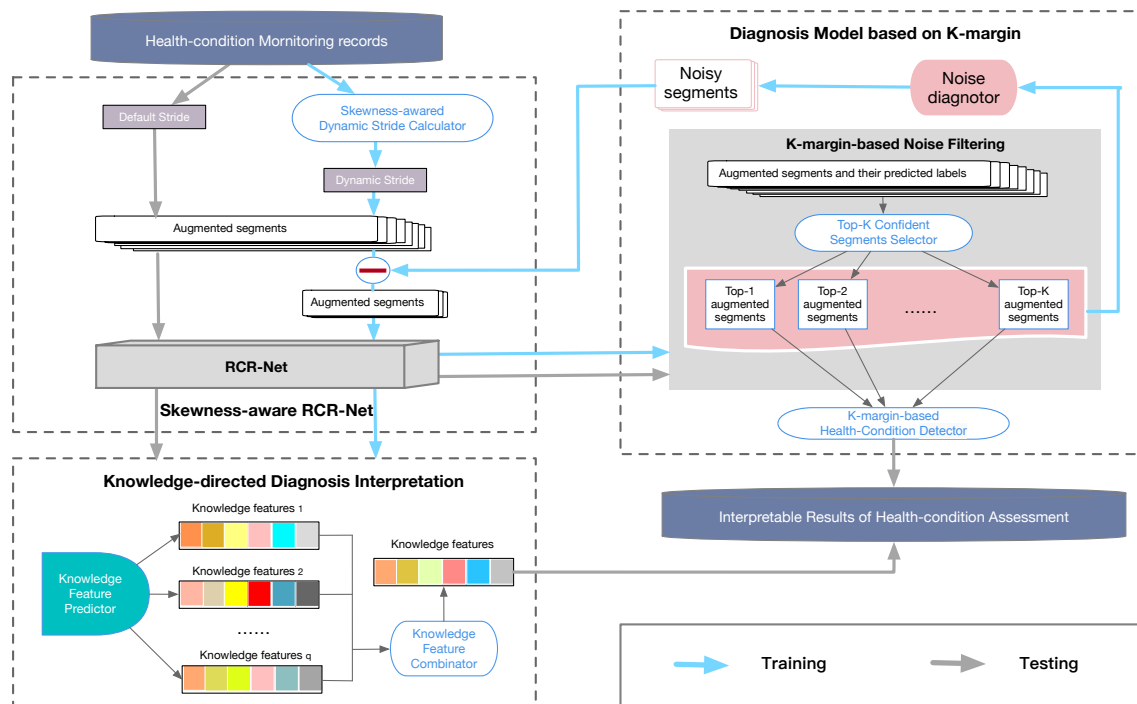 Health-condition Mornitoring records
Default Stride
Skewness-awared
Dynamic Stride Calculator
Dynamic Stride
Augmented segments
Augmented segments
RCR-Net
Skewness-aware RCR-Net
Diagnosis Model based on K-margin
Noisy
segments
Noise
diagnotor
K-margin-based Noise Filtering
Augmented segments and their predicted labels
Top-K Confident
Segments Selector
Top-1
augmented
segments
Top-2
augmented
segments
......
Top-K
augmented
segments
K-margin-based
Health-Condition Detector
Knowledge-directed Diagnosis Interpretation
Knowledge features 1
Knowledge features 2
......
Knowledge features q
Knowledge
Feature
Predictor
Knowledge features
Knowledge
Feature
Combinator
Interpretable Results of Health-condition Assessment
Training
Testing